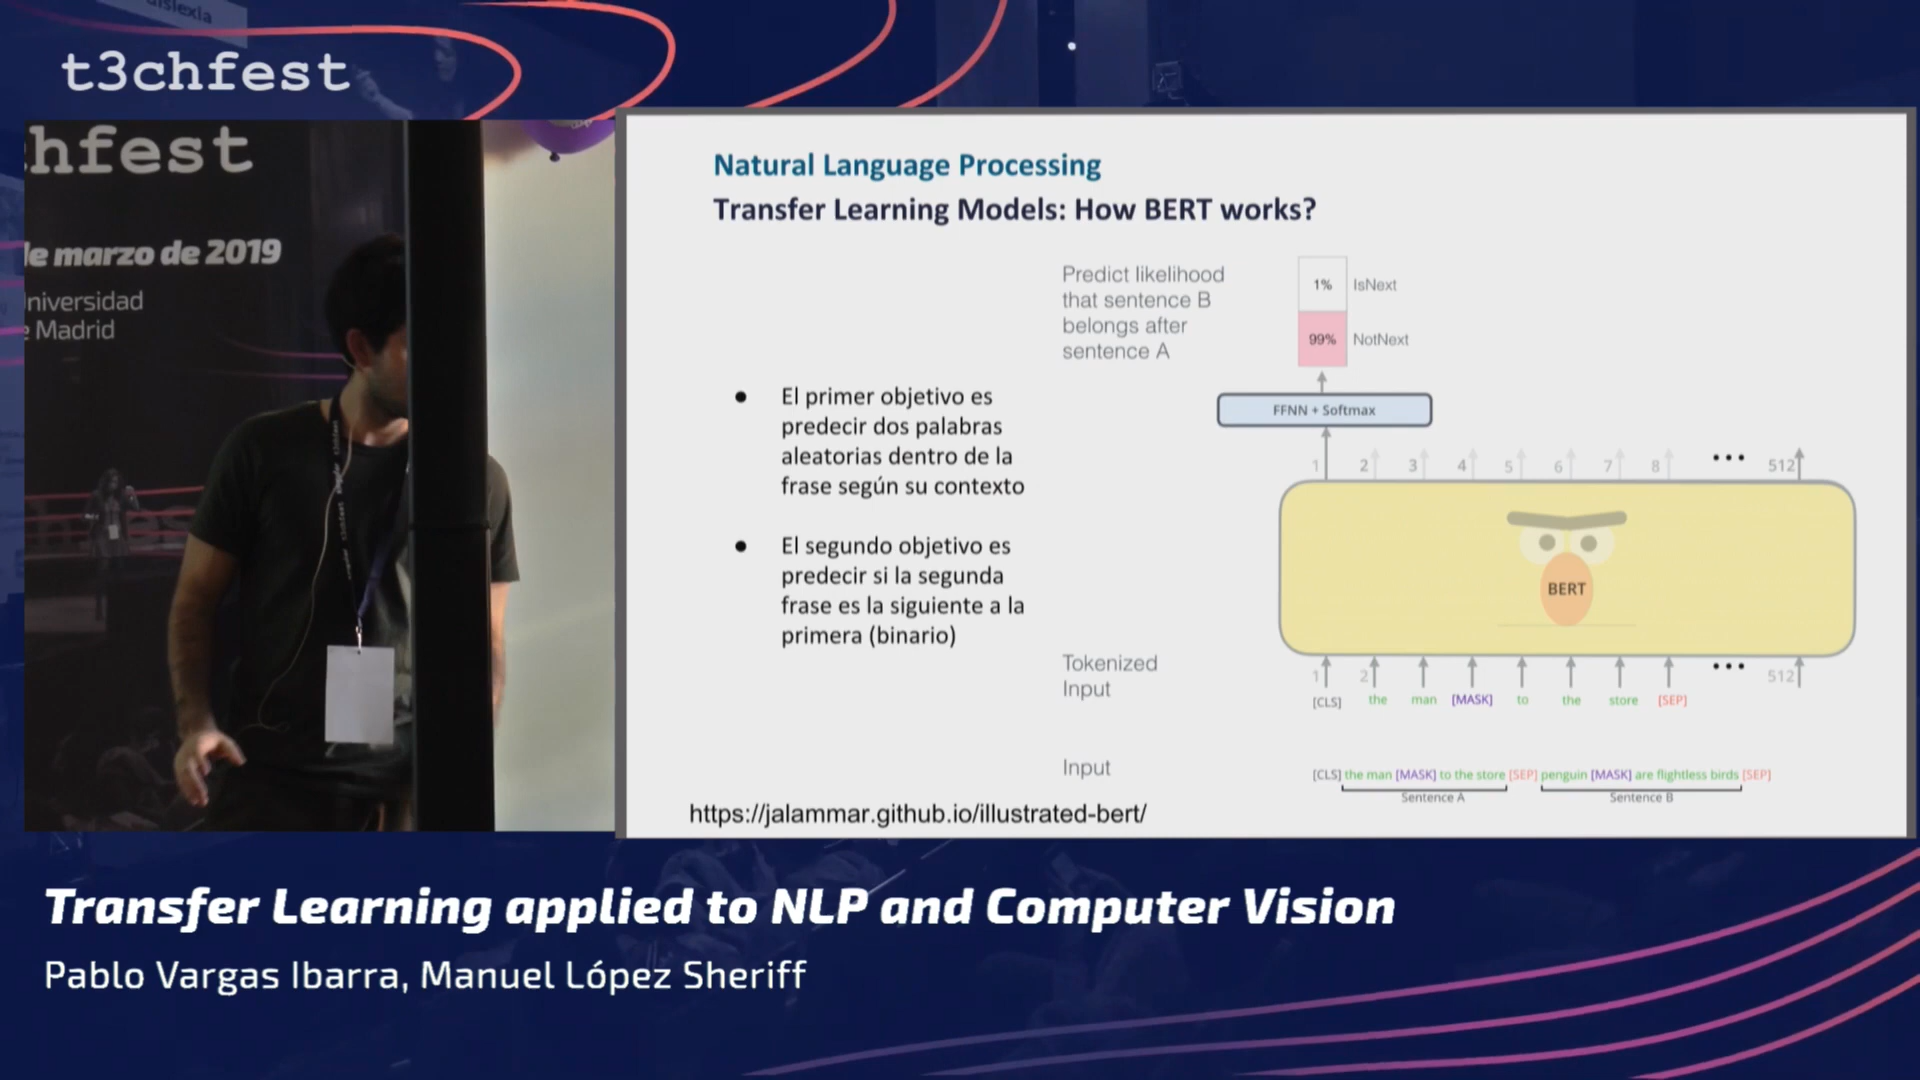 t3chfest
hfest
de marzo de 2019
niversidad
Madrid
Natural Language Processing
Transfer Learning Models: How BERT works?
Predict likelihood
that sentence B
belongs after
sentence A
1% IsNext
99% NotNext
FFNN + Softmax
El primer objetivo es
predecir dos palabras
aleatorias dentro de la
frase según su contexto
El segundo objetivo es
predecir si la segunda
frase es la siguiente a la
primera (binario)
1 2 3 4 5 6 7 8 ••• 512
BERT
Tokenized
Input
1 2 ••• 512
[CLS] the man [MASK] to the store [SEP]
Input
[CLS] the man [MASK] to the store [SEP] penguin [MASK] are flightless birds [SEP]
Sentence A Sentence B
https://jalammar.github.io/illustrated-bert/
Transfer Learning applied to NLP and Computer Vision
Pablo Vargas Ibarra, Manuel López Sheriff